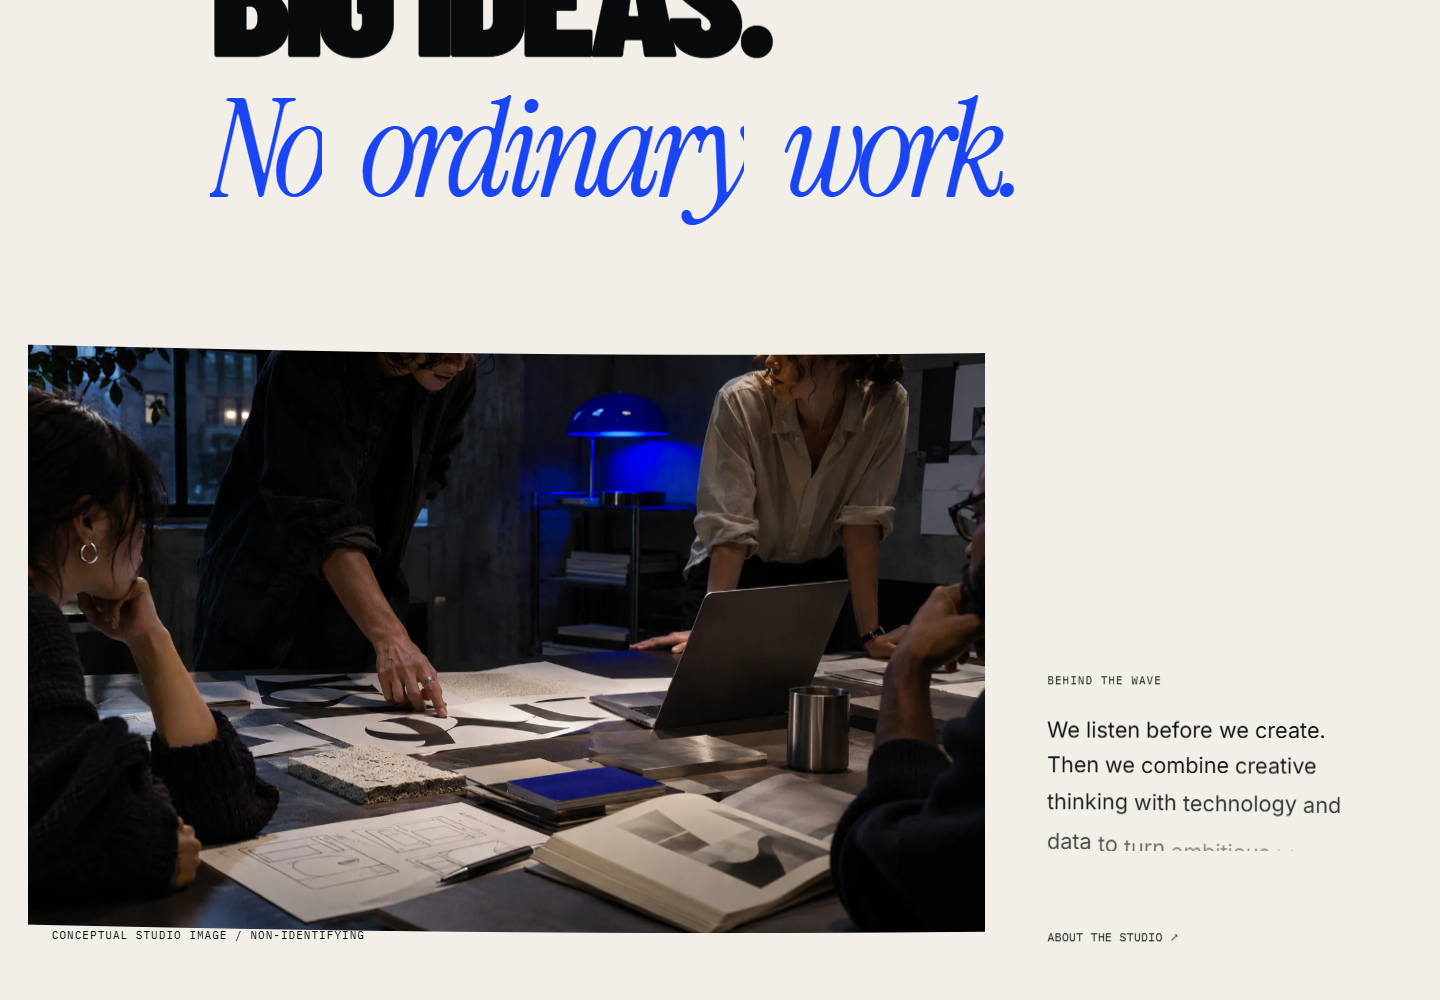 BIG IDEAS.
No ordinary work.
BEHIND THE WAVE
We listen before we create.
Then we combine creative
thinking with technology and
data to turn ambitious
CONCEPTUAL STUDIO IMAGE / NON-IDENTIFYING
ABOUT THE STUDIO ↗